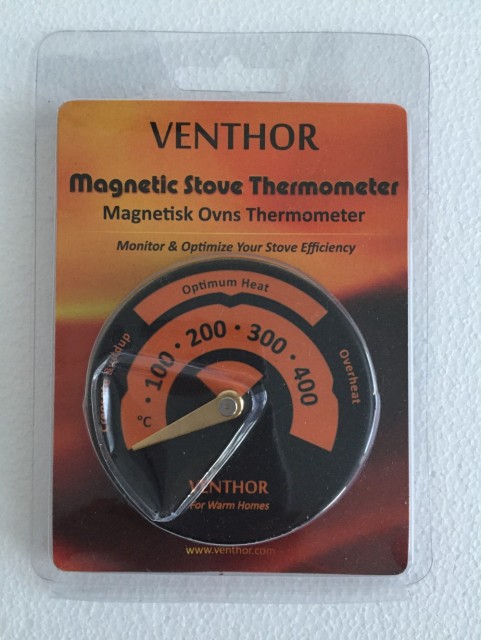 VENTHOR
Magnetic Stove Thermometer
Magnetisk Ovns Thermometer
Monitor & Optimize Your Stove Efficiency
Optimum Heat
Overheat
°C • 100 • 200 • 300 • 400
VENTHOR
For Warm Homes
www.venthor.com